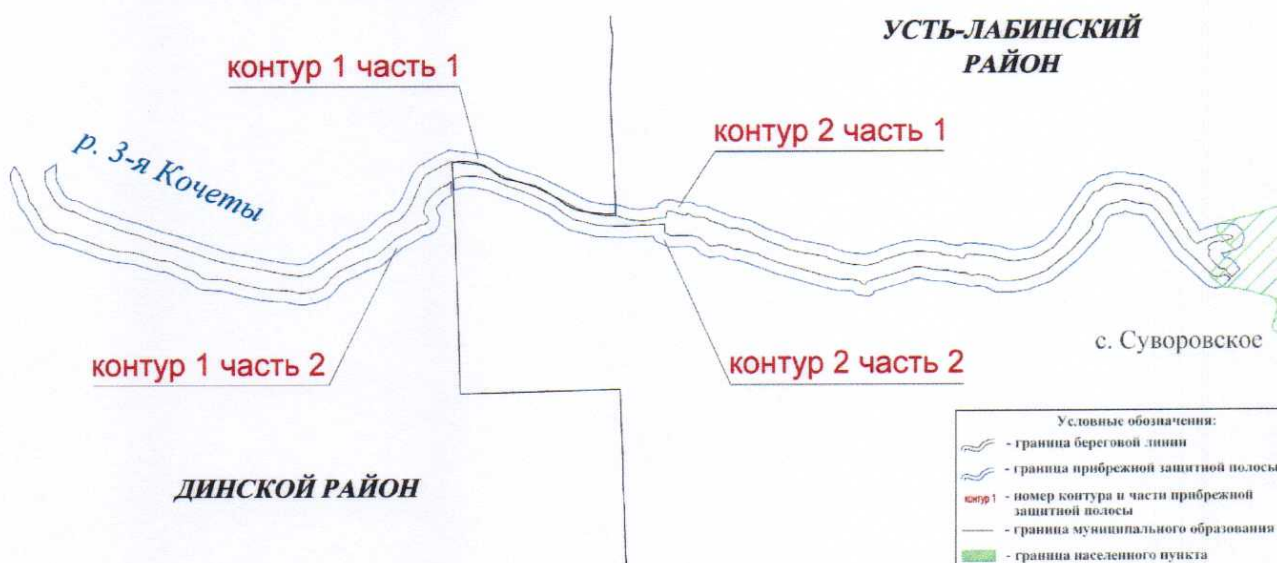 УСТЬ-ЛАБИНСКИЙ
РАЙОН
контур 1 часть 1
контур 2 часть 1
р. 3-я Кочеты
контур 1 часть 2
контур 2 часть 2
с. Суворовское
ДИНСКОЙ РАЙОН
Условные обозначения:
- граница береговой линии
- граница прибрежной защитной полосы
контур 1 - номер контура и части прибрежной
защитной полосы
- граница муниципального образования
- граница населенного пункта